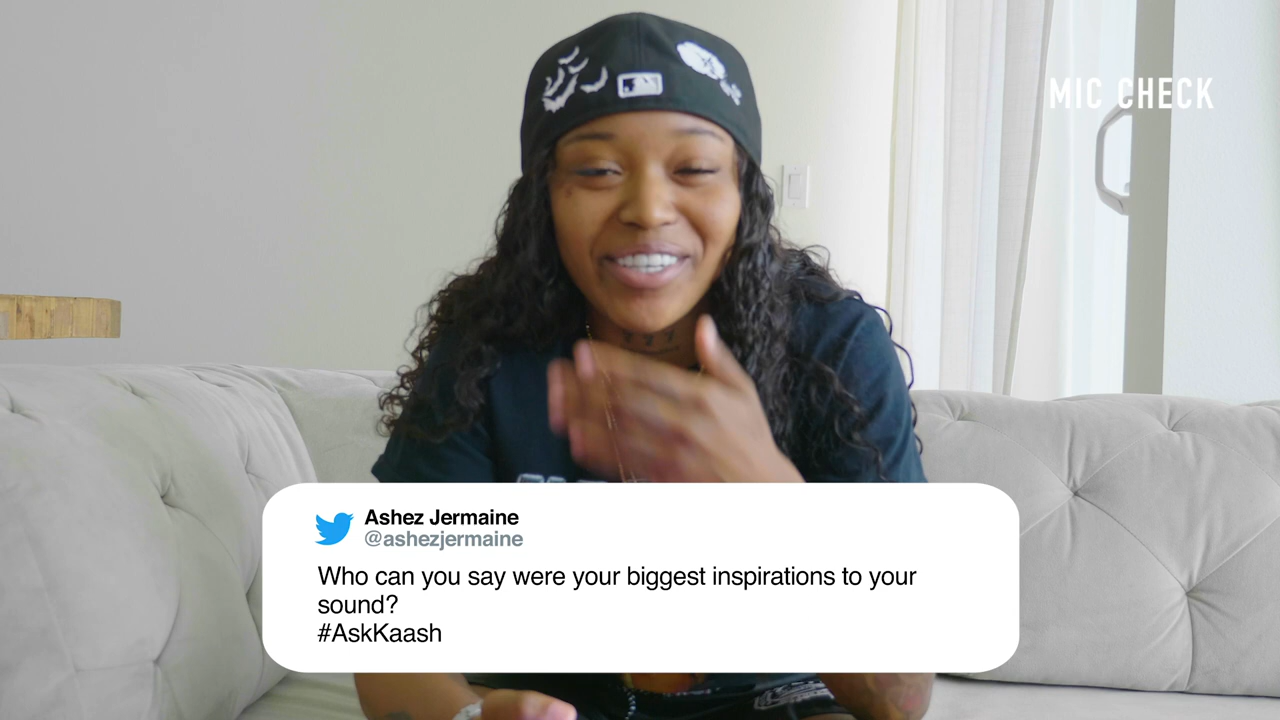 MIC CHECK
Ashez Jermaine
@ashezjermaine
Who can you say were your biggest inspirations to your
sound?
#AskKaash